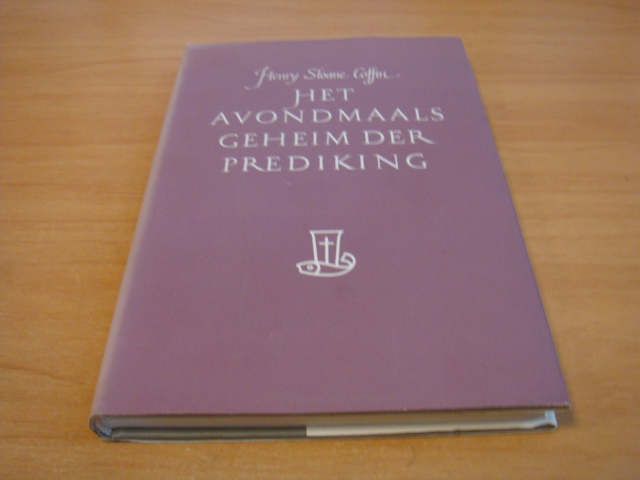 Henry Sloane Coffin
HET
AVONDMAALS
GEHEIM DER
PREDIKING